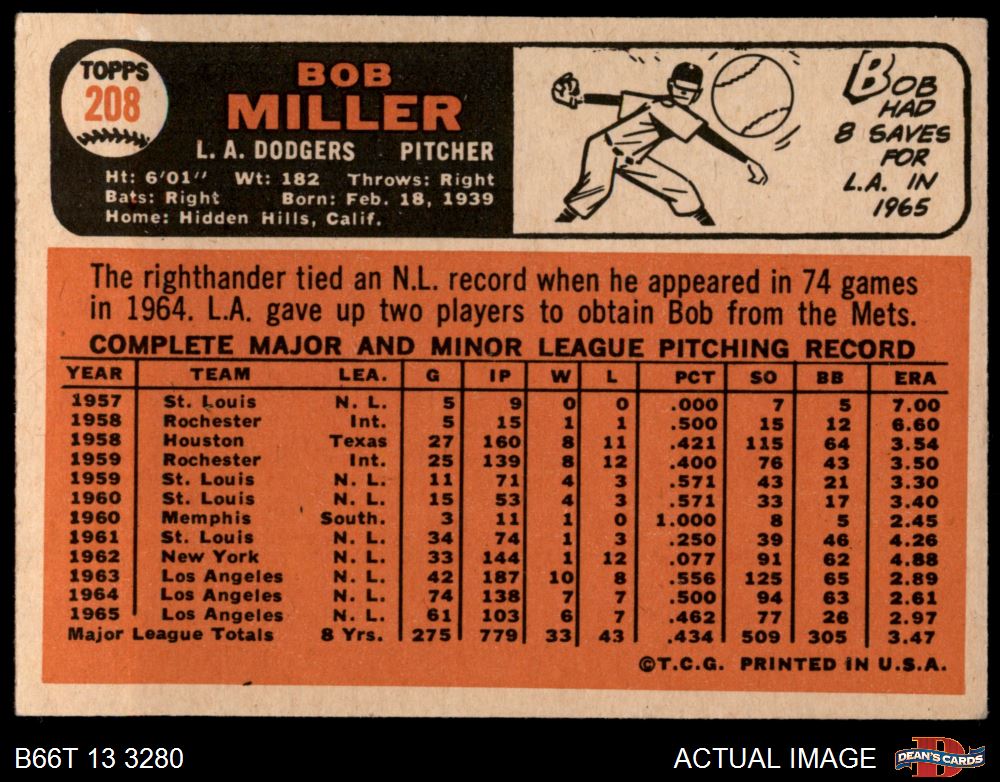 TOPPS
208
BOB
MILLER
L. A. DODGERS PITCHER
Ht: 6'01" Wt: 182 Throws: Right
Bats: Right Born: Feb. 18, 1939
Home: Hidden Hills, Calif.
BOB
HAD
8 SAVES
FOR
L.A. IN
1965
The righthander tied an N.L. record when he appeared in 74 games
in 1964. L.A. gave up two players to obtain Bob from the Mets.
COMPLETE MAJOR AND MINOR LEAGUE PITCHING RECORD
YEAR TEAM LEA. G IP W L PCT SO BB ERA
1957 St. Louis N. L. 5 9 0 0 .000 7 5 7.00
1958 Rochester Int. 5 15 1 1 .500 15 12 6.60
1958 Houston Texas 27 160 8 11 .421 115 64 3.54
1959 Rochester Int. 25 139 8 12 .400 76 43 3.50
1959 St. Louis N. L. 11 71 4 3 .571 43 21 3.30
1960 St. Louis N. L. 15 53 4 3 .571 33 17 3.40
1960 Memphis South. 3 11 1 0 1.000 8 5 2.45
1961 St. Louis N. L. 34 74 1 3 .250 39 46 4.26
1962 New York N. L. 33 144 1 12 .077 91 62 4.88
1963 Los Angeles N. L. 42 187 10 8 .556 125 65 2.89
1964 Los Angeles N. L. 74 138 7 7 .500 94 63 2.61
1965 Los Angeles N. L. 61 103 6 7 .462 77 26 2.97
Major League Totals 8 Yrs. 275 779 33 43 .434 509 305 3.47
©T.C.G. PRINTED IN U.S.A.
B66T 13 3280 ACTUAL IMAGE
D
DEAN'S CARDS